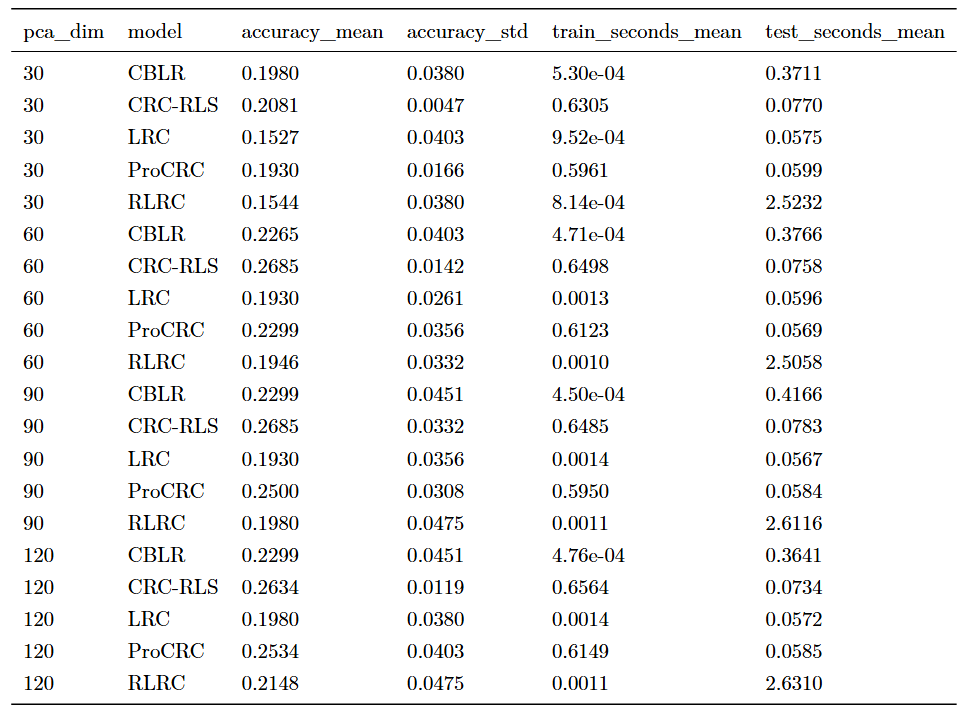 pca_dim model accuracy_mean accuracy_std train_seconds_mean test_seconds_mean
30 CBLR 0.1980 0.0380 5.30e-04 0.3711
30 CRC-RLS 0.2081 0.0047 0.6305 0.0770
30 LRC 0.1527 0.0403 9.52e-04 0.0575
30 ProCRC 0.1930 0.0166 0.5961 0.0599
30 RLRC 0.1544 0.0380 8.14e-04 2.5232
60 CBLR 0.2265 0.0403 4.71e-04 0.3766
60 CRC-RLS 0.2685 0.0142 0.6498 0.0758
60 LRC 0.1930 0.0261 0.0013 0.0596
60 ProCRC 0.2299 0.0356 0.6123 0.0569
60 RLRC 0.1946 0.0332 0.0010 2.5058
90 CBLR 0.2299 0.0451 4.50e-04 0.4166
90 CRC-RLS 0.2685 0.0332 0.6485 0.0783
90 LRC 0.1930 0.0356 0.0014 0.0567
90 ProCRC 0.2500 0.0308 0.5950 0.0584
90 RLRC 0.1980 0.0475 0.0011 2.6116
120 CBLR 0.2299 0.0451 4.76e-04 0.3641
120 CRC-RLS 0.2634 0.0119 0.6564 0.0734
120 LRC 0.1980 0.0380 0.0014 0.0572
120 ProCRC 0.2534 0.0403 0.6149 0.0585
120 RLRC 0.2148 0.0475 0.0011 2.6310